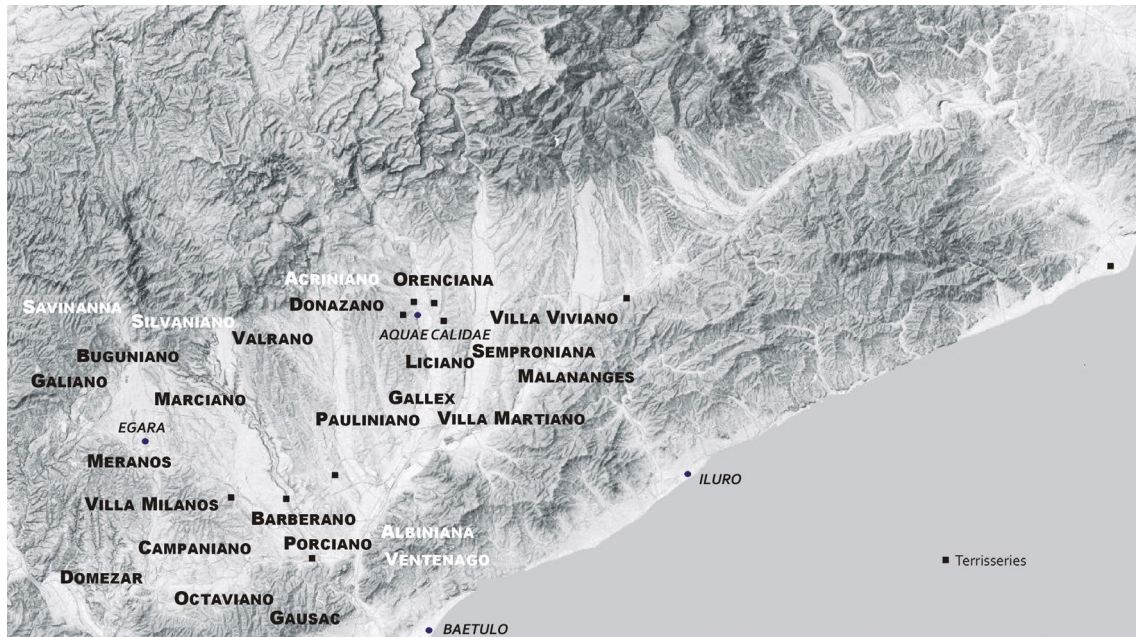 ACRINIANO
ORENCIANA
SAVINANNA
DONAZANO
SILVANIANO
VILLA VIVIANO
VALRANO
AQUAE CALIDAE
BUGUNIANO
LICIANO
SEMPRONIANA
GALIANO
MALANANGES
MARCIANO
GALLEX
PAULINIANO
VILLA MARTIANO
EGARA
MERANOS
ILURO
VILLA MILANOS
BARBERANO
ALBINIANA
PORCIANO
CAMPANIANO
VENTENAGO
Terrisseries
DOMEZAR
OCTAVIANO
GAUSAC
BAETULO